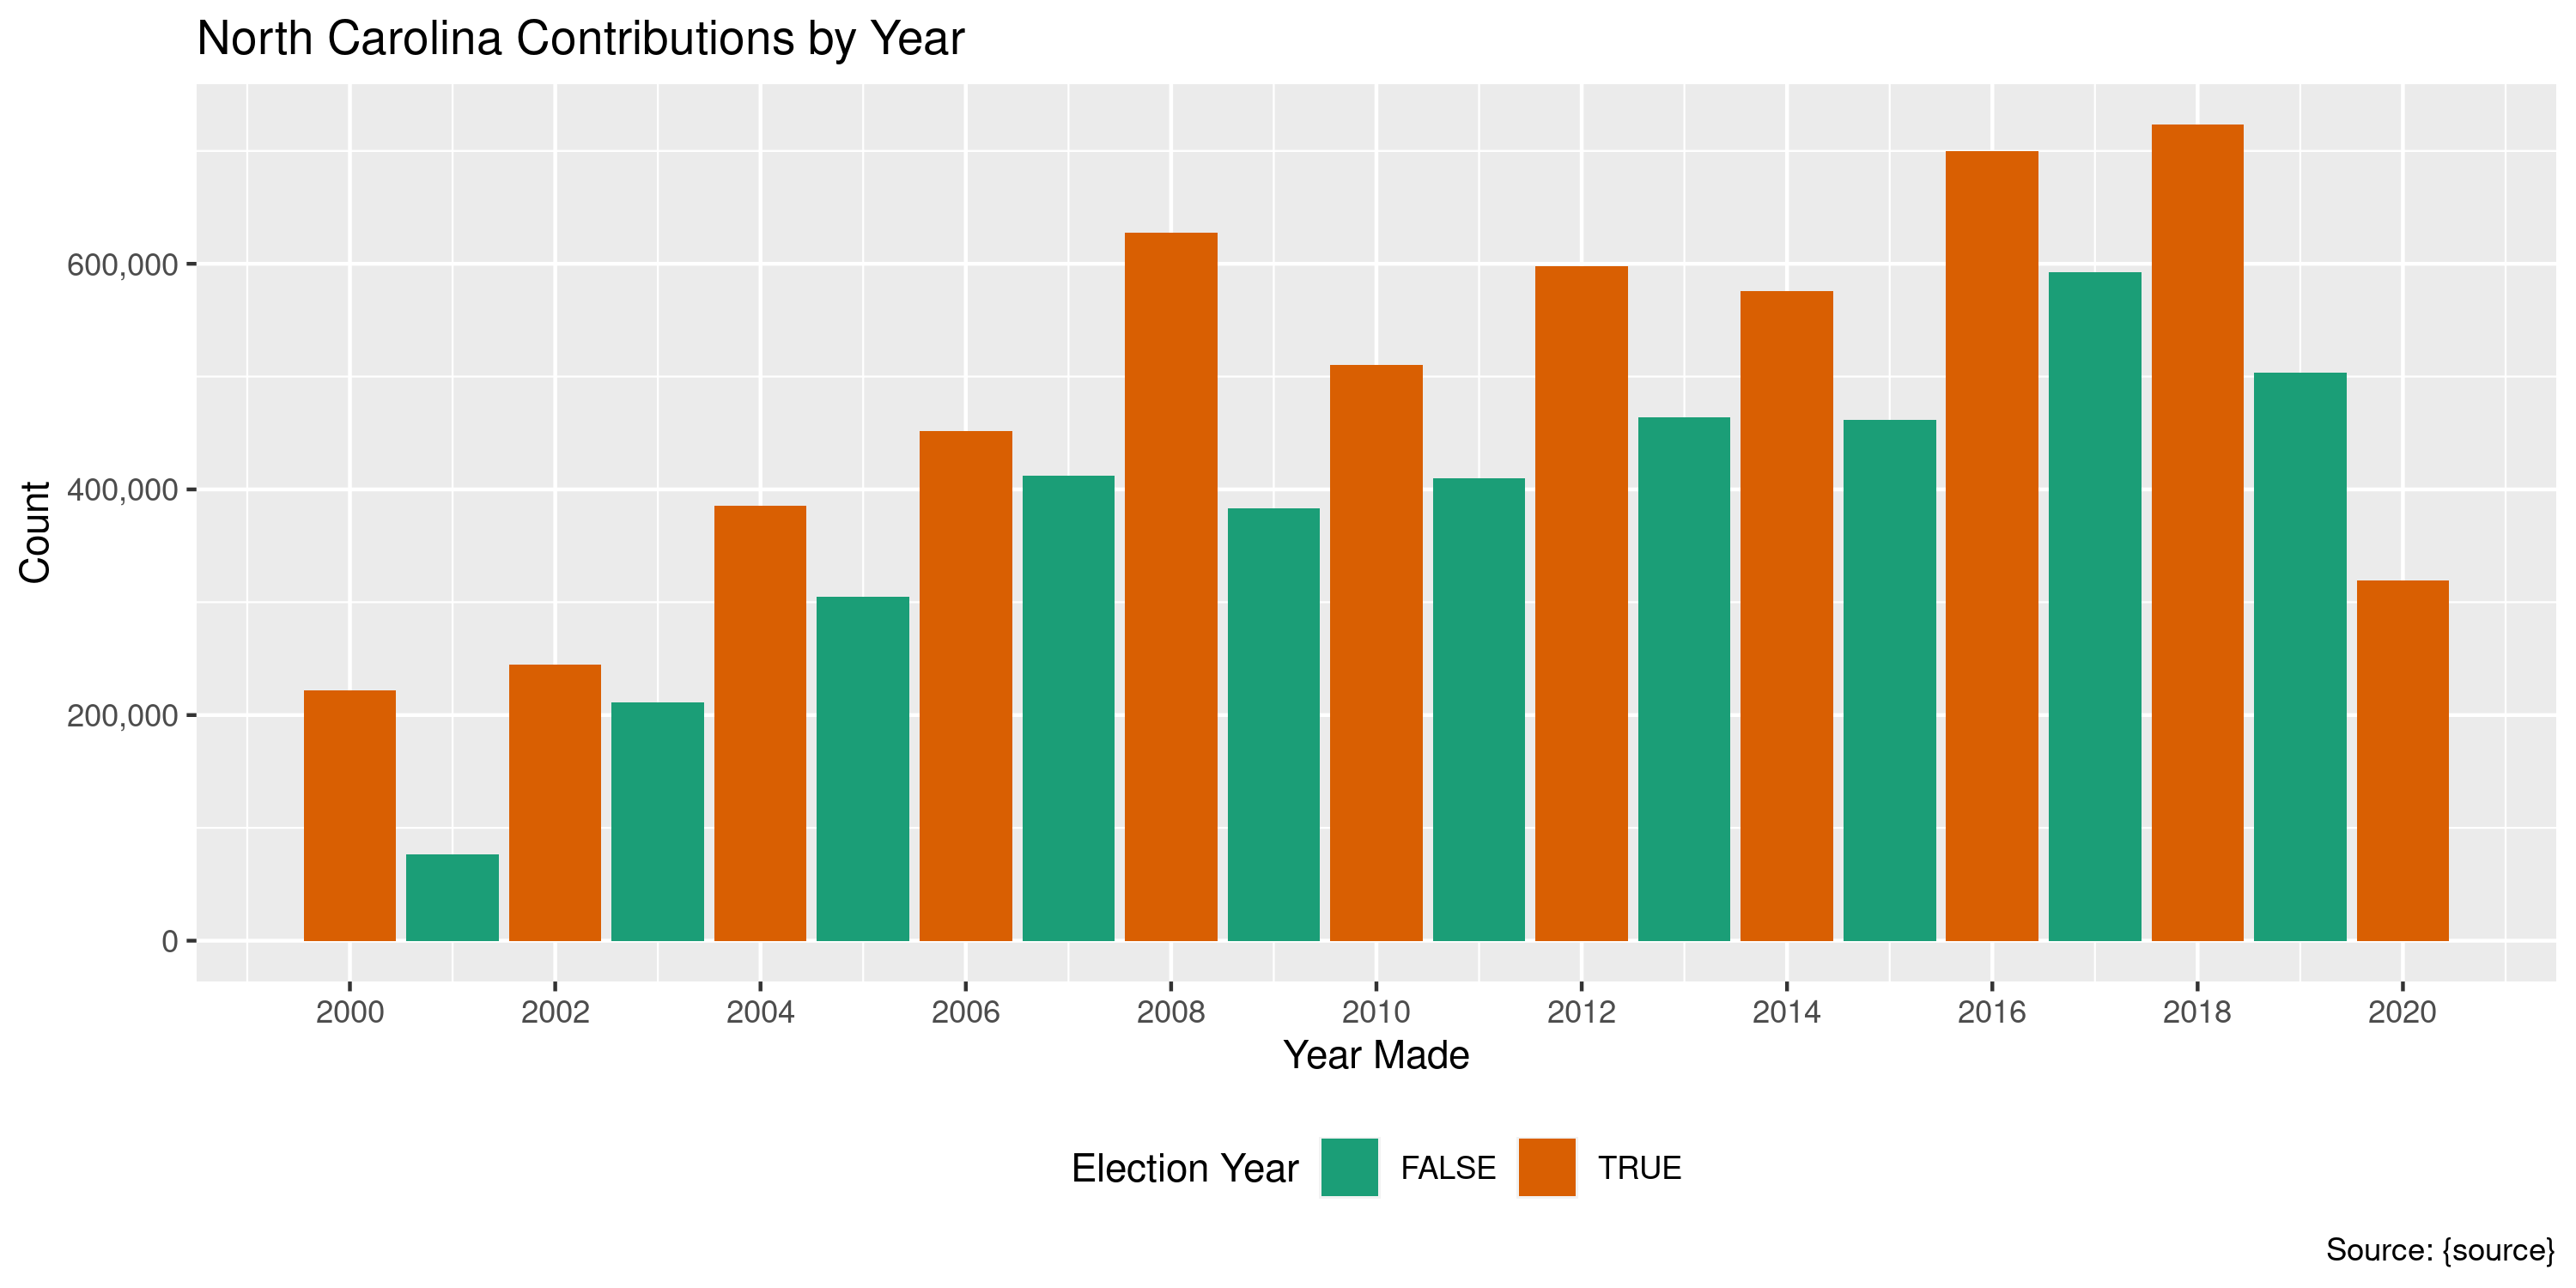 North Carolina Contributions by Year
Count
600,000
400,000
200,000
0
2000 2002 2004 2006 2008 2010 2012 2014 2016 2018 2020
Year Made
Election Year FALSE TRUE
Source: {source}